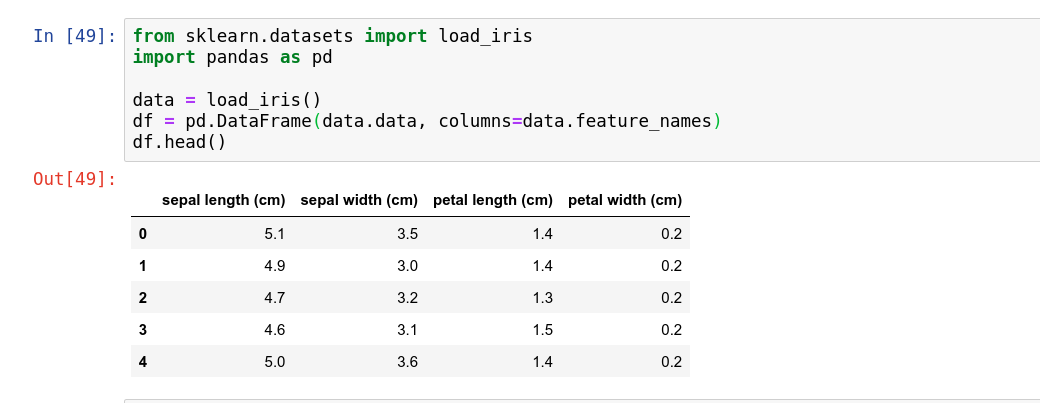 In [49]: from sklearn.datasets import load_iris
import pandas as pd
data = load_iris()
df = pd.DataFrame(data.data, columns=data.feature_names)
df.head()
Out[49]:
sepal length (cm) sepal width (cm) petal length (cm) petal width (cm)
0 5.1 3.5 1.4 0.2
1 4.9 3.0 1.4 0.2
2 4.7 3.2 1.3 0.2
3 4.6 3.1 1.5 0.2
4 5.0 3.6 1.4 0.2